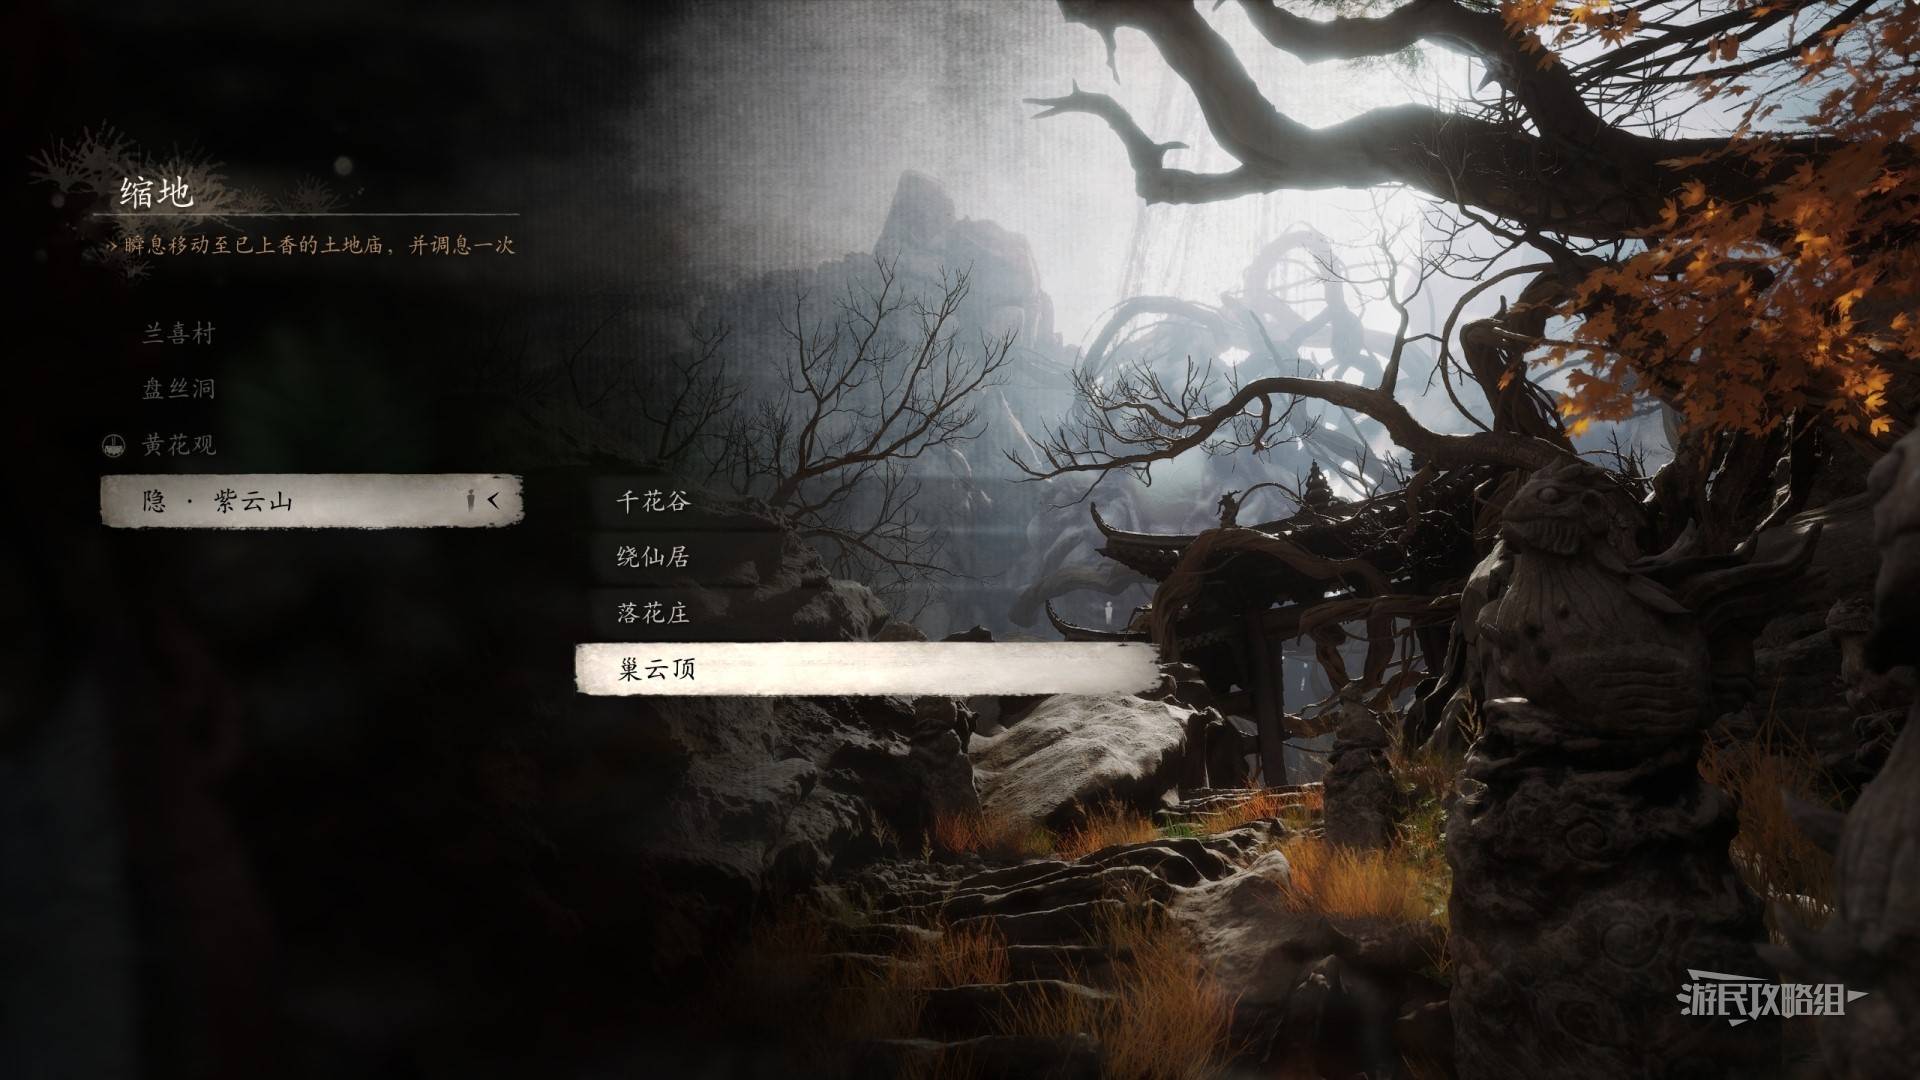 缩地
瞬息移动至已上香的土地庙，并调息一次
兰喜村
盘丝洞
黄花观
隐 · 紫云山
千花谷
绕仙居
落花庄
巢云顶
游民攻略组